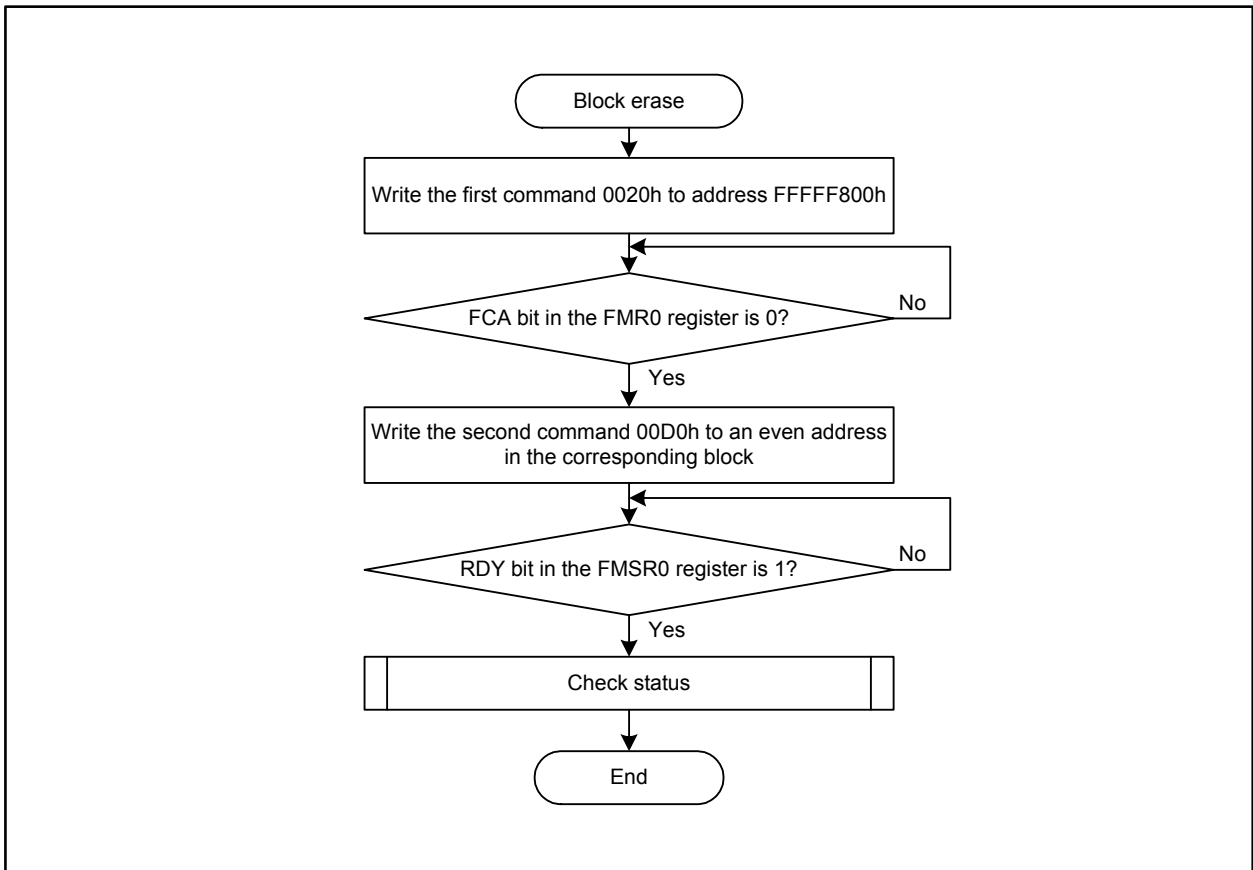 Block erase
Write the first command 0020h to address FFFFF800h
FCA bit in the FMR0 register is 0?
No
Yes
Write the second command 00D0h to an even address
in the corresponding block
RDY bit in the FMSR0 register is 1?
No
Yes
Check status
End